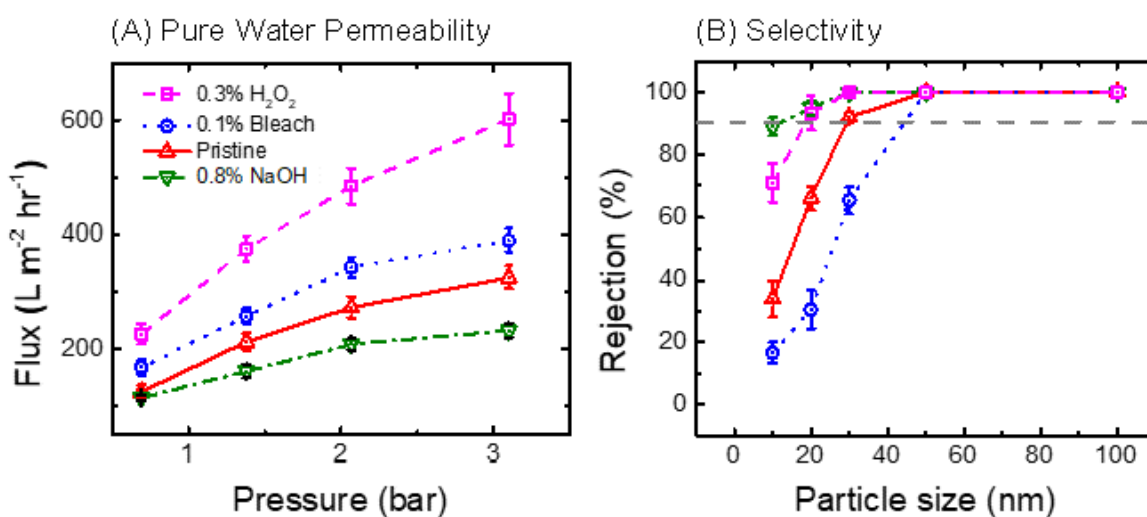 (A) Pure Water Permeability
0.3% H₂O₂
0.1% Bleach
Pristine
0.8% NaOH
Flux (L m⁻² hr⁻¹)
600
400
200
1 2 3
Pressure (bar)
(B) Selectivity
Rejection (%)
100
80
60
40
20
0
0 20 40 60 80 100
Particle size (nm)